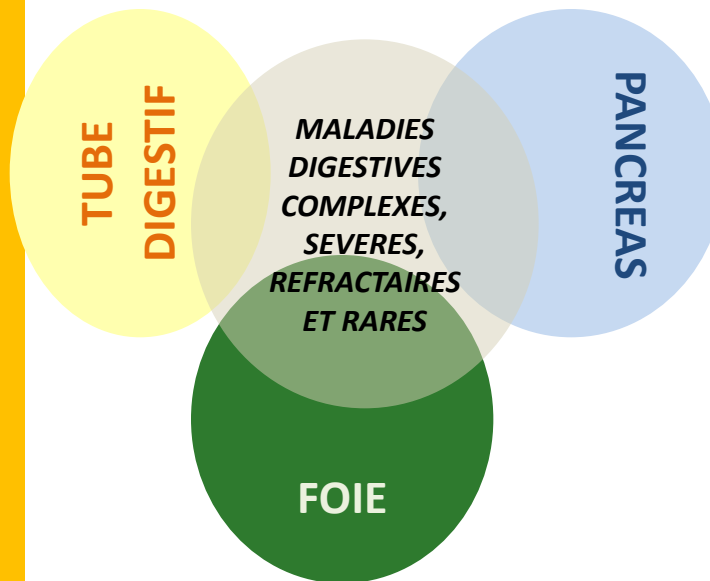 TUBE
DIGESTIF
MALADIES
DIGESTIVES
COMPLEXES,
SEVERES,
REFRACTAIRES
ET RARES
PANCREAS
FOIE